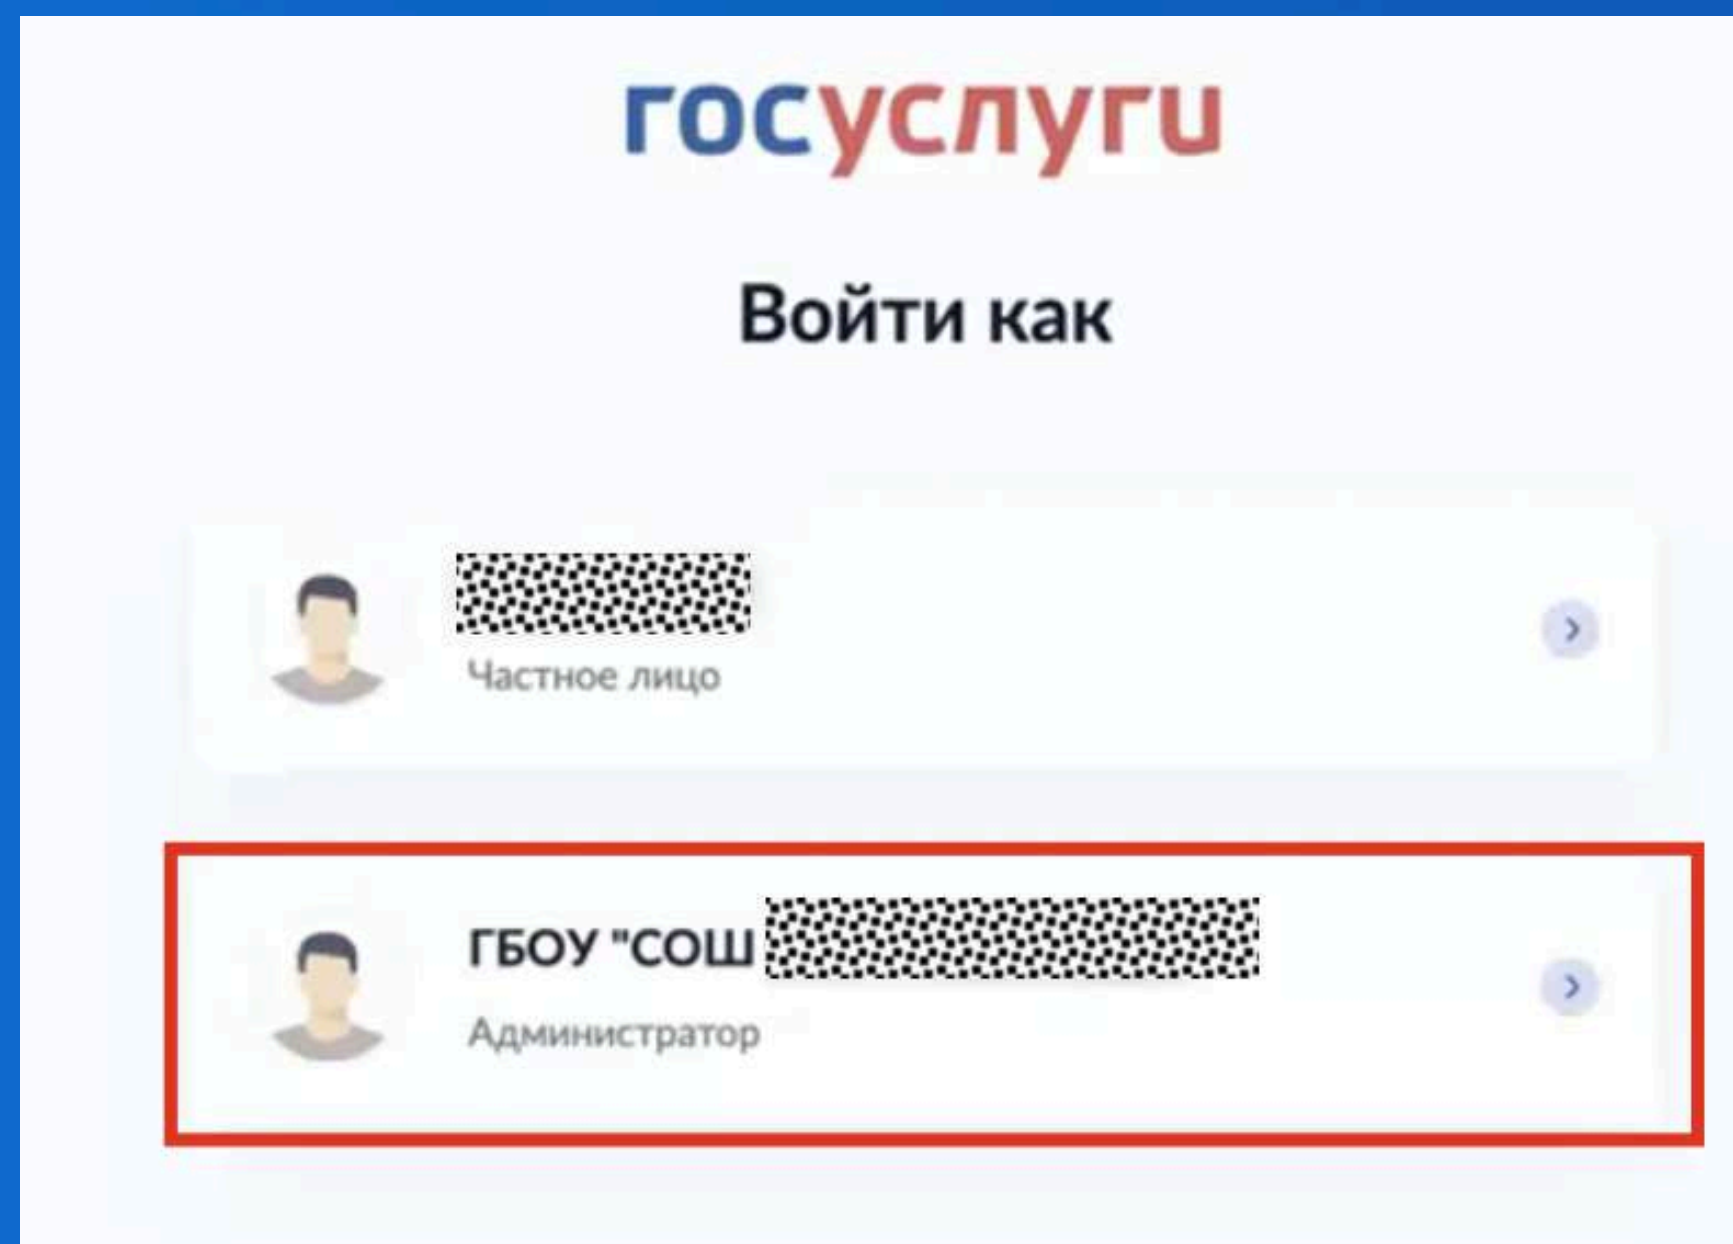 госуслуги
Войти как
Частное лицо
ГБОУ "СОШ
Администратор